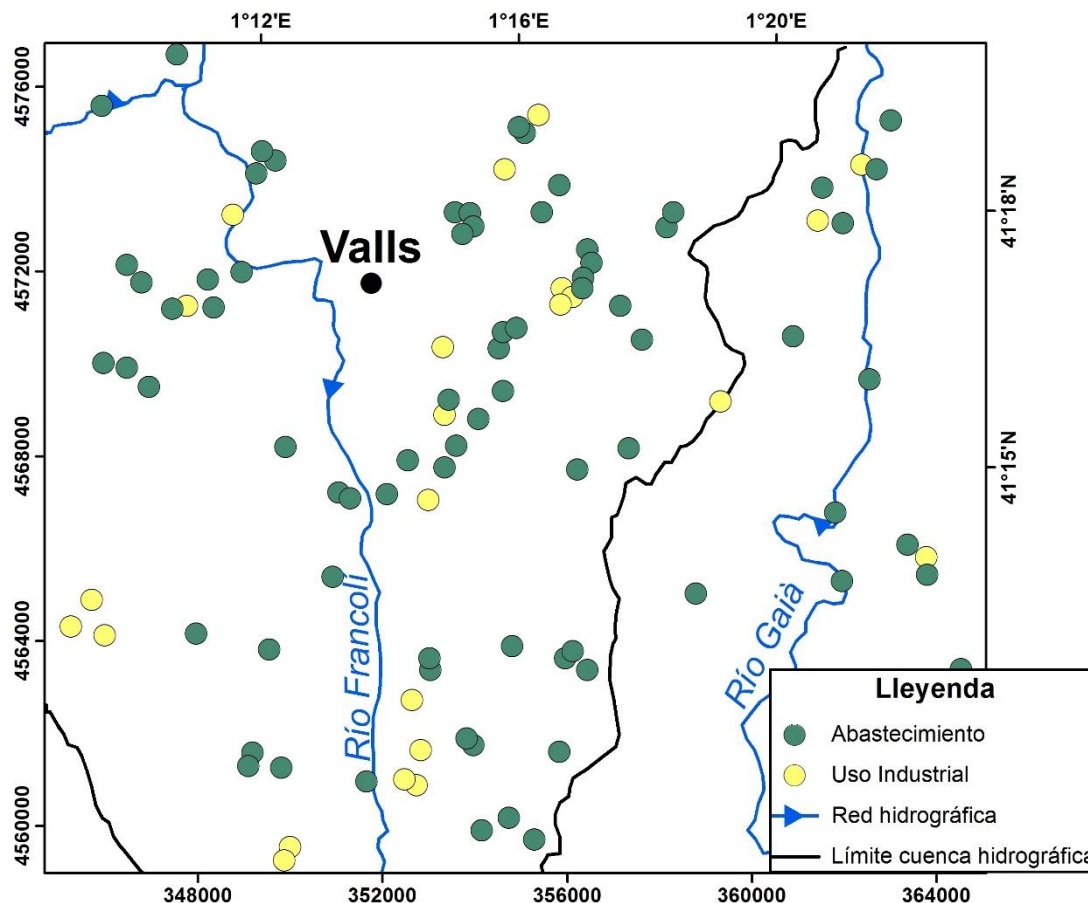 1°12'E
1°16'E
1°20'E
4576000
4572000
4568000
4564000
4560000
41°18'N
41°15'N
Valls
Río Francolí
Río Gaià
Lleyenda
Abastecimiento
Uso Industrial
Red hidrográfica
Límite cuenca hidrográfica
348000
352000
356000
360000
364000